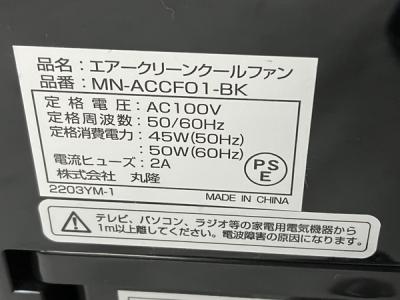 品名：エアークリーンクールファン
品番：MN-ACCF01-BK
定格電圧：AC100V
定格周波数：50/60Hz
定格消費電力：45W(50Hz)
：50W(60Hz)
電流ヒューズ：2A
株式会社 丸隆
2203YM-1
PS
E
MADE IN CHINA
テレビ、パソコン、ラジオ等の家電用電気機器から
1m以上離してください。電波障害の原因になります。